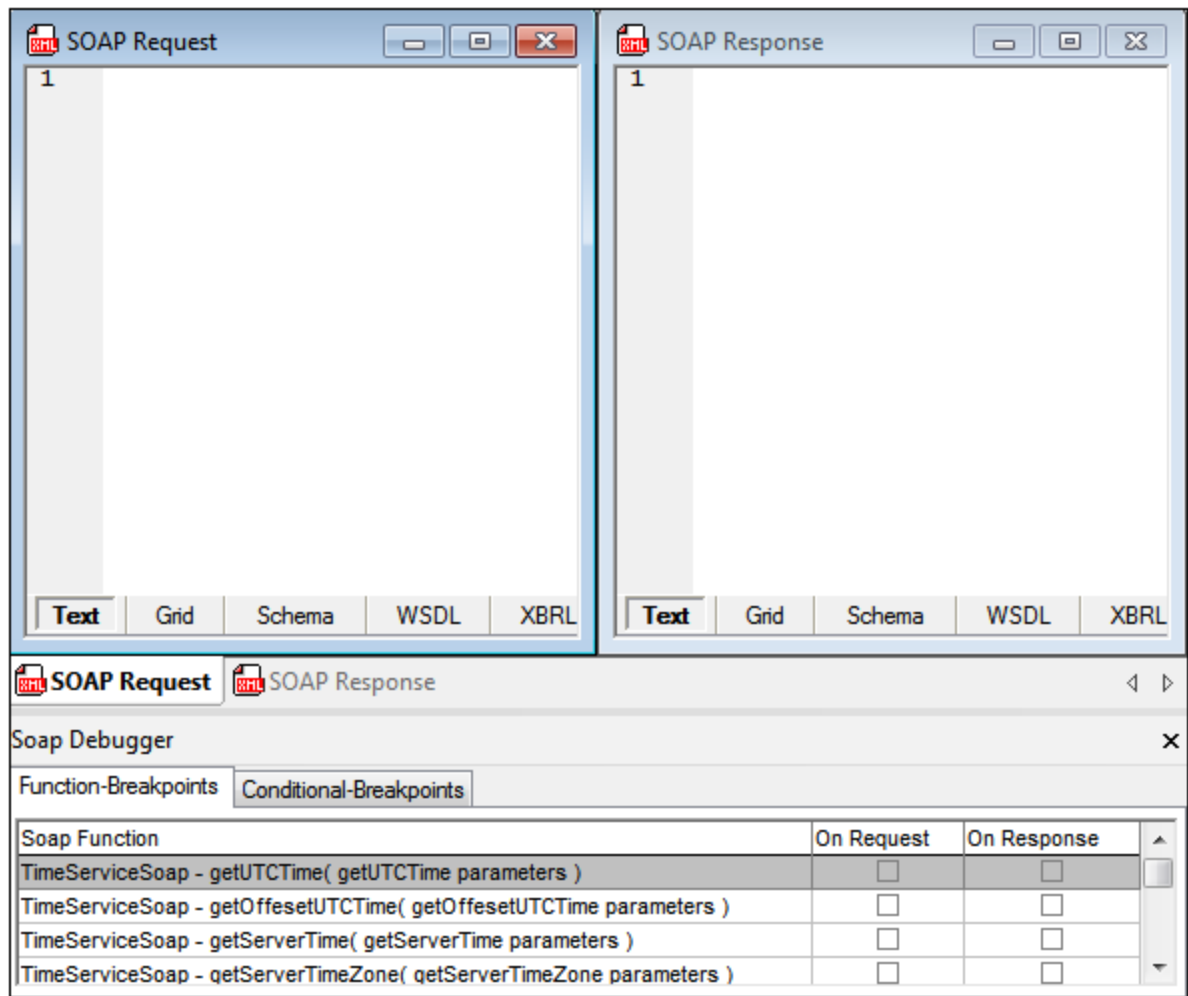 SOAP Request
SOAP Response
1
1
Text Grid Schema WSDL XBRL
Text Grid Schema WSDL XBRL
SOAP Request SOAP Response
Soap Debugger
Function-Breakpoints Conditional-Breakpoints
Soap Function On Request On Response
TimeServiceSoap - getUTCTime( getUTCTime parameters )
TimeServiceSoap - getOffesetUTCTime( getOffesetUTCTime parameters )
TimeServiceSoap - getServerTime( getServerTime parameters )
TimeServiceSoap - getServerTimeZone( getServerTimeZone parameters )